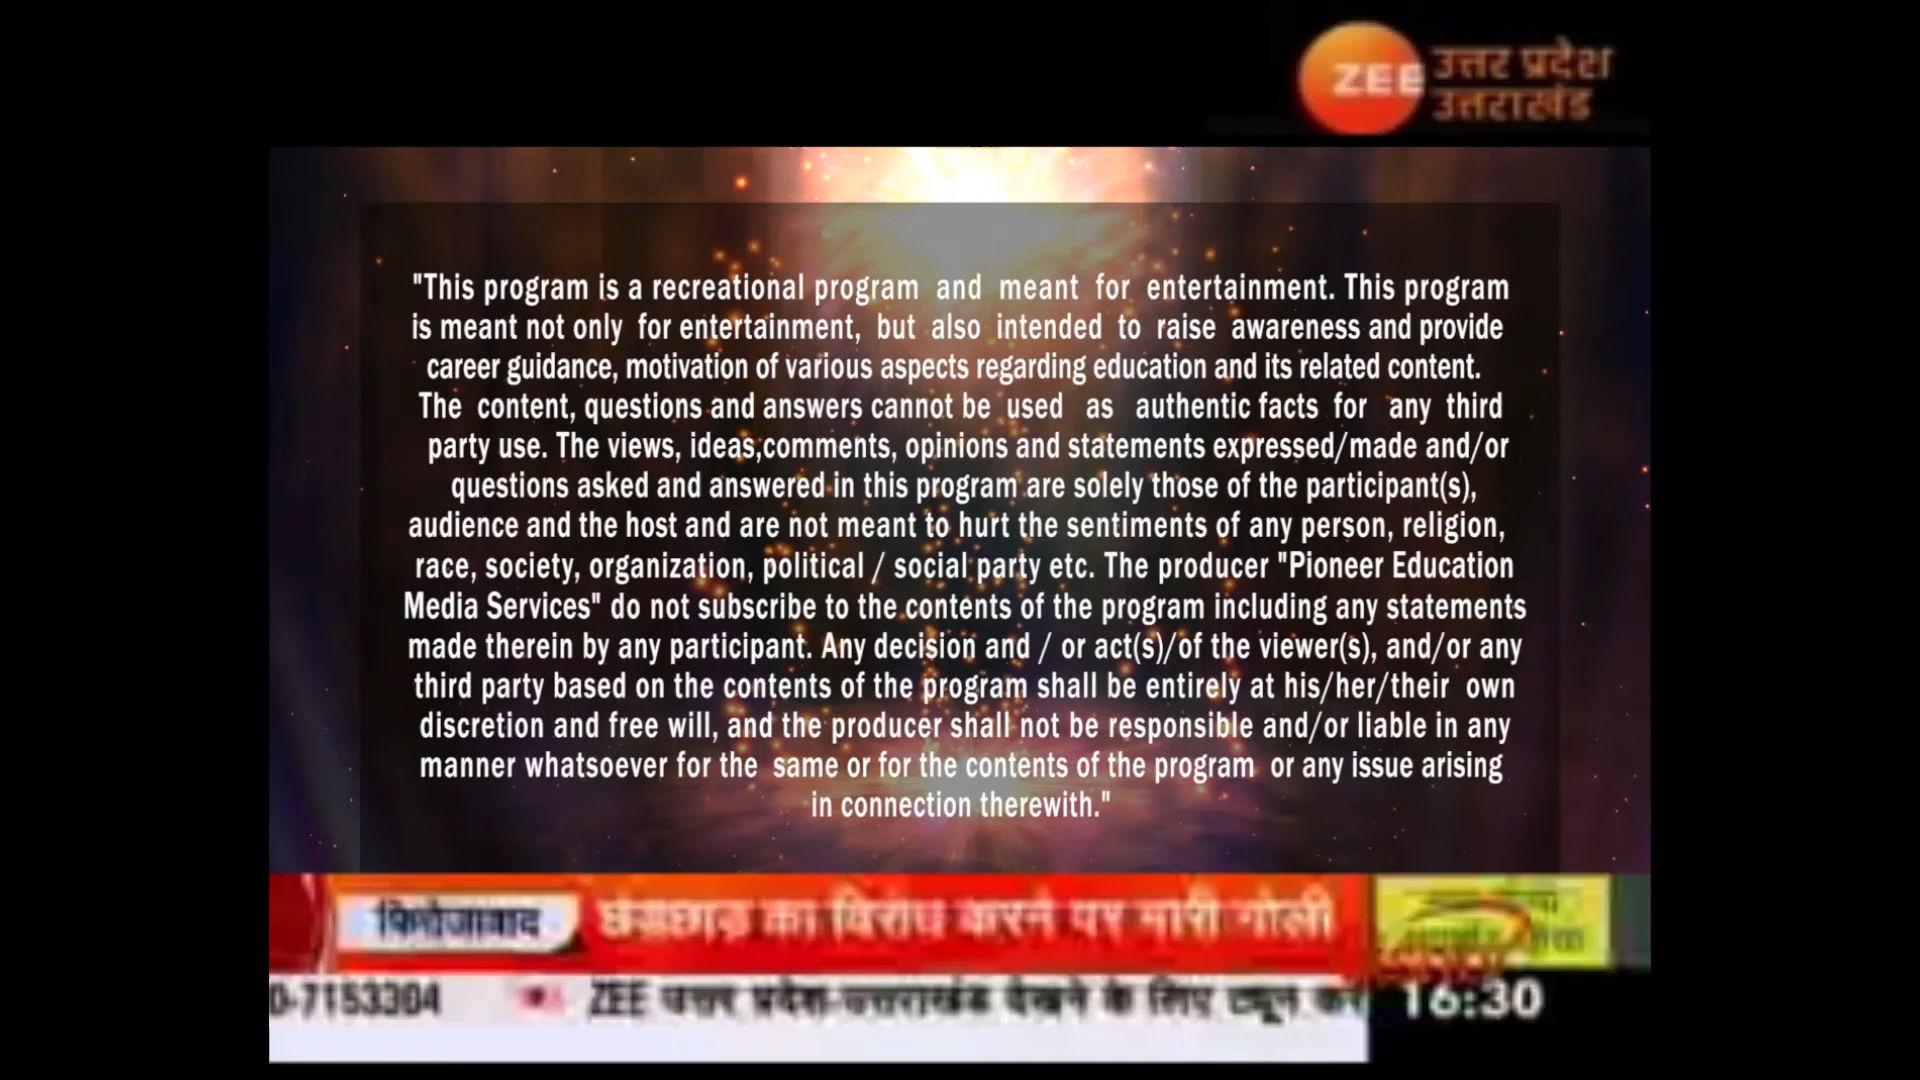 ZEE उत्तर प्रदेश
उत्तराखंड
"This program is a recreational program and meant for entertainment. This program
is meant not only for entertainment, but also intended to raise awareness and provide
career guidance, motivation of various aspects regarding education and its related content.
The content, questions and answers cannot be used as authentic facts for any third
party use. The views, ideas,comments, opinions and statements expressed/made and/or
questions asked and answered in this program are solely those of the participant(s),
audience and the host and are not meant to hurt the sentiments of any person, religion,
race, society, organization, political / social party etc. The producer "Pioneer Education
Media Services" do not subscribe to the contents of the program including any statements
made therein by any participant. Any decision and / or act(s)/of the viewer(s), and/or any
third party based on the contents of the program shall be entirely at his/her/their own
discretion and free will, and the producer shall not be responsible and/or liable in any
manner whatsoever for the same or for the contents of the program or any issue arising
in connection therewith."
फिरोजाबाद छेड़छाड़ का विरोध करने पर मारी गोली
0-7153304 ZEE उत्तर प्रदेश-उत्तराखंड देखने के लिए ट्यून करें 16:30